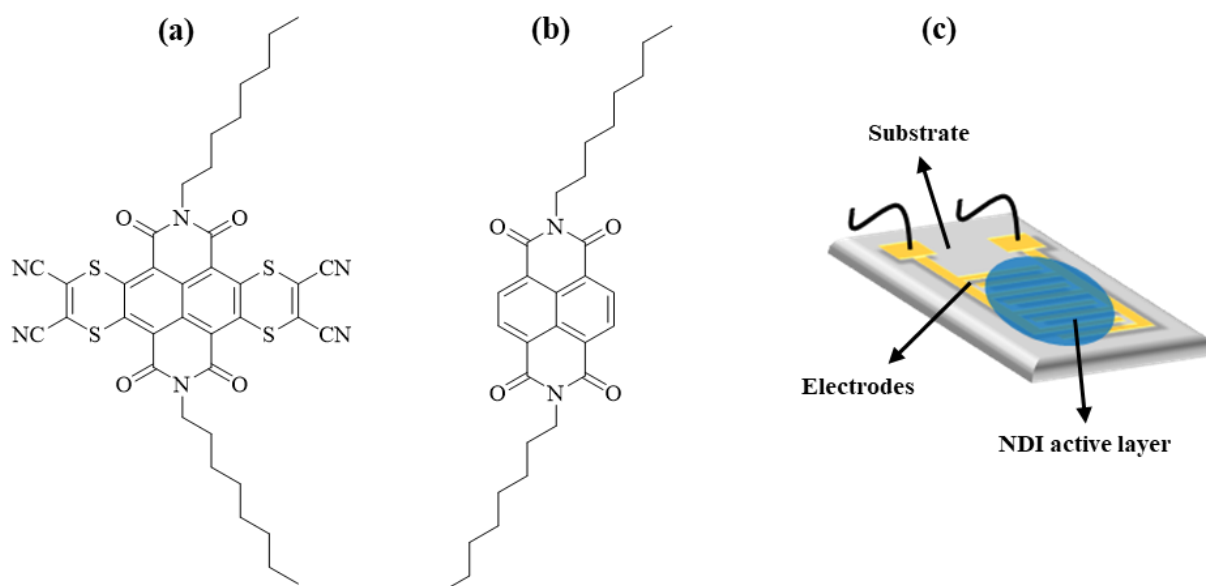 (a)
(b)
(c)
O N O
O N O
NC S S CN
NC S S CN
O N O
O N O
Substrate
Electrodes
NDI active layer